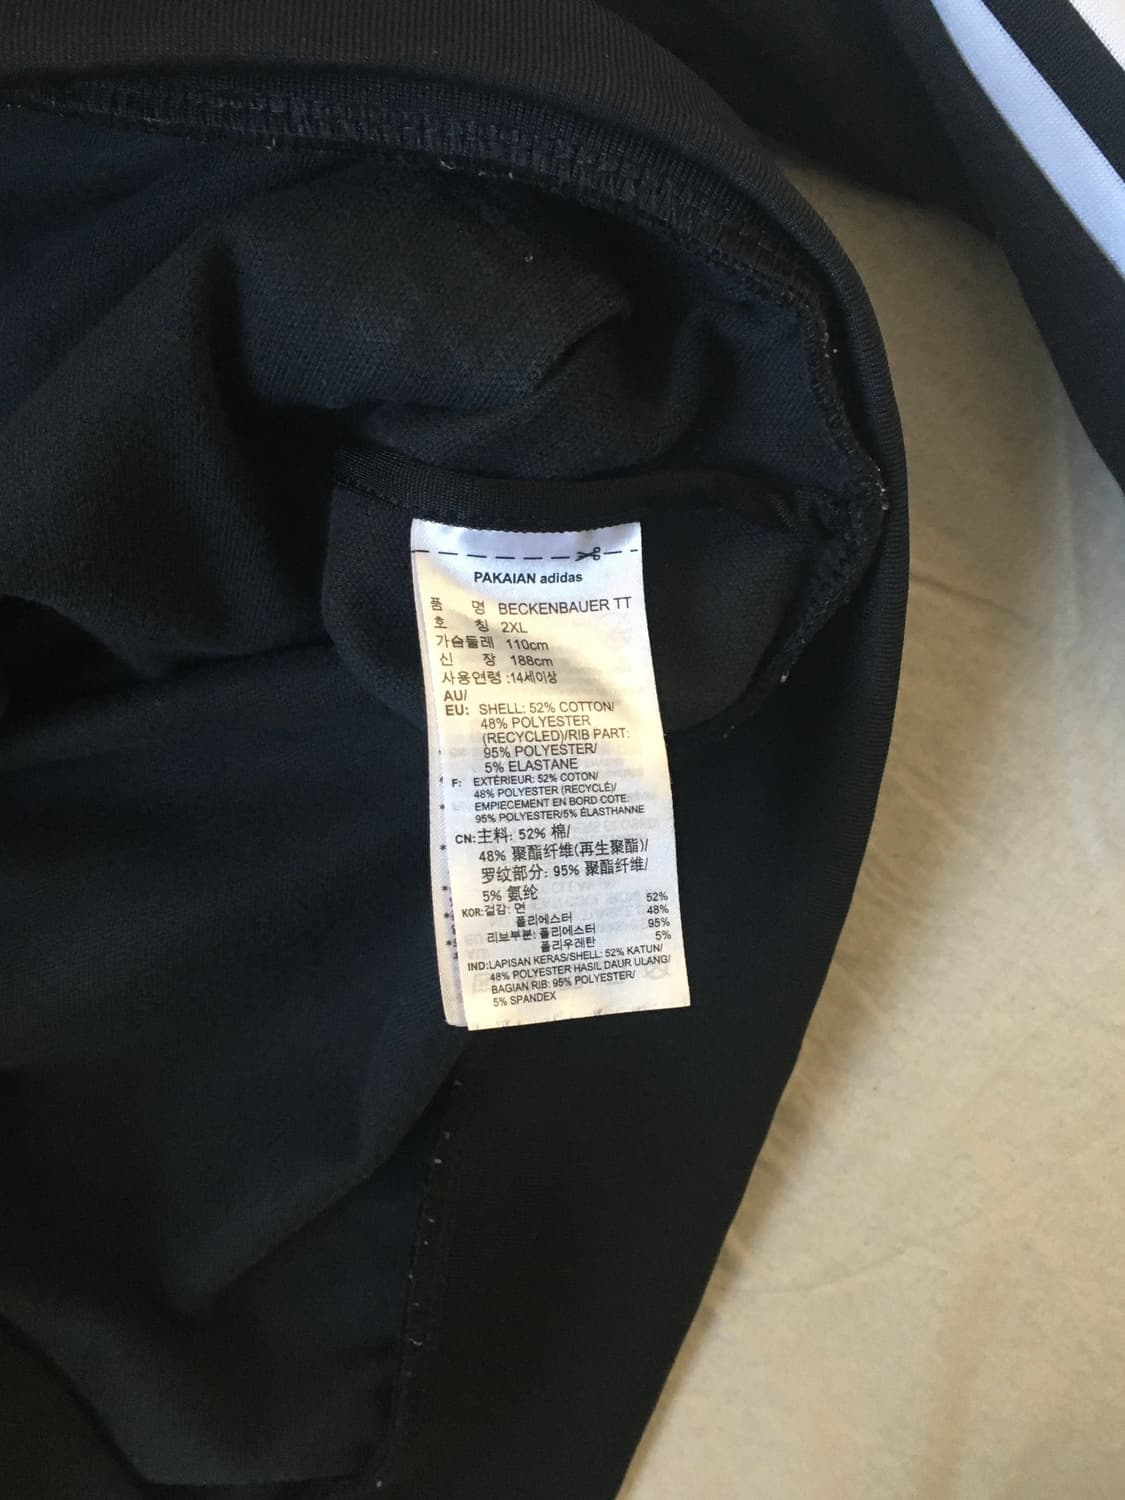 PAKAIAN adidas
품 명 BECKENBAUER TT
호 칭 2XL
가슴둘레 110cm
신 장 188cm
사용연령 :14세이상
AU/
EU: SHELL: 52% COTTON/
48% POLYESTER
(RECYCLED)/RIB PART:
95% POLYESTER/
5% ELASTANE
F: EXTÉRIEUR: 52% COTON/
48% POLYESTER (RECYCLÉ)/
EMPIECEMENT EN BORD COTE:
95% POLYESTER/5% ÉLASTHANNE
CN:主料: 52% 棉/
48% 聚酯纤维(再生聚酯)/
罗纹部分: 95% 聚酯纤维/
5% 氨纶
KOR:겉감: 면 52%
폴리에스터 48%
리브부분: 폴리에스터 95%
폴리우레탄 5%
IND:LAPISAN KERAS/SHELL: 52% KATUN/
48% POLYESTER HASIL DAUR ULANG/
BAGIAN RIB: 95% POLYESTER/
5% SPANDEX